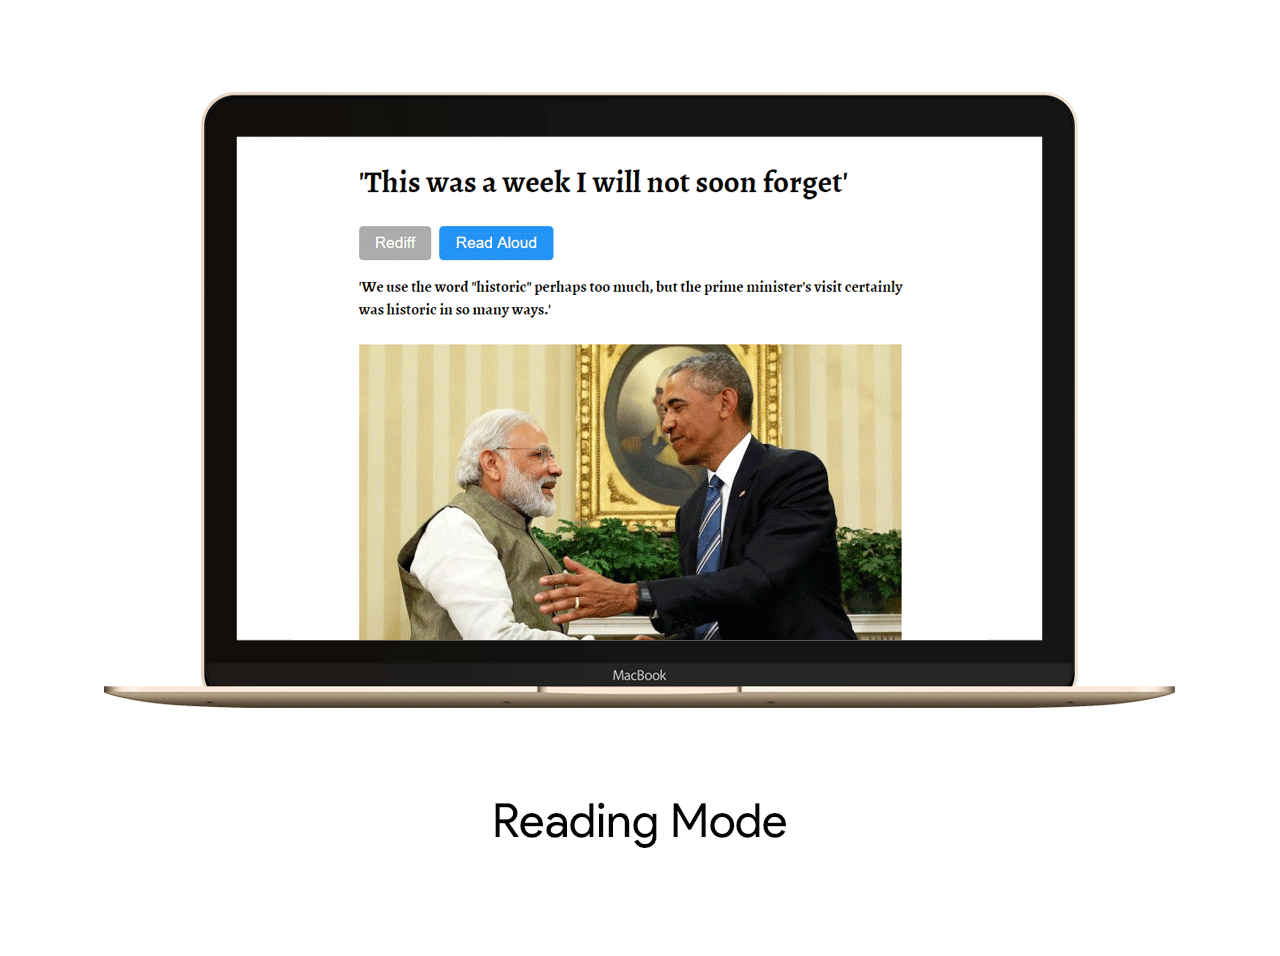 'This was a week I will not soon forget'
Rediff Read Aloud
'We use the word "historic" perhaps too much, but the prime minister's visit certainly
was historic in so many ways.'
MacBook
Reading Mode